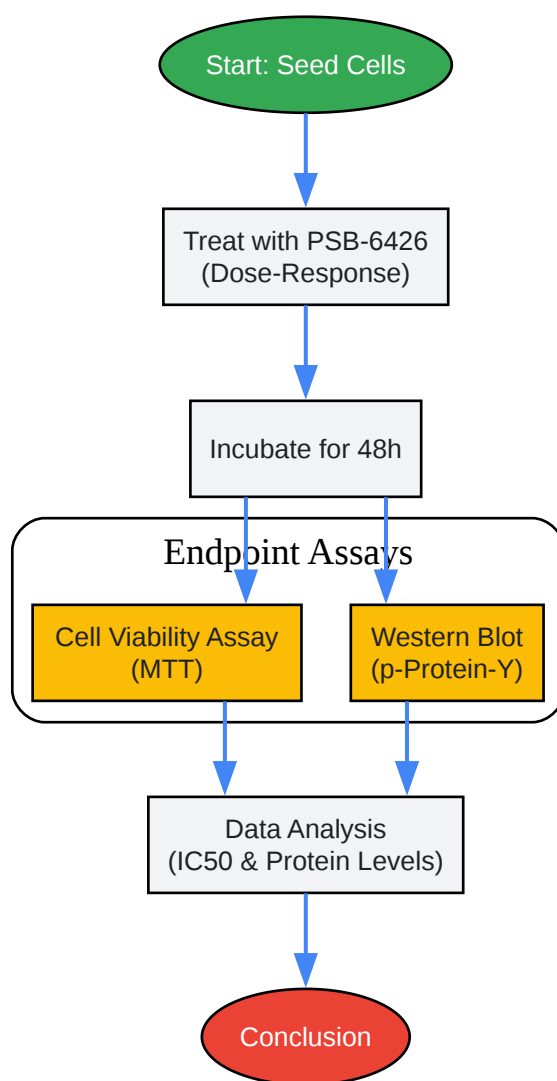 Start: Seed Cells
Treat with PSB-6426
(Dose-Response)
Incubate for 48h
Endpoint Assays
Cell Viability Assay
(MTT)
Western Blot
(p-Protein-Y)
Data Analysis
(IC50 & Protein Levels)
Conclusion